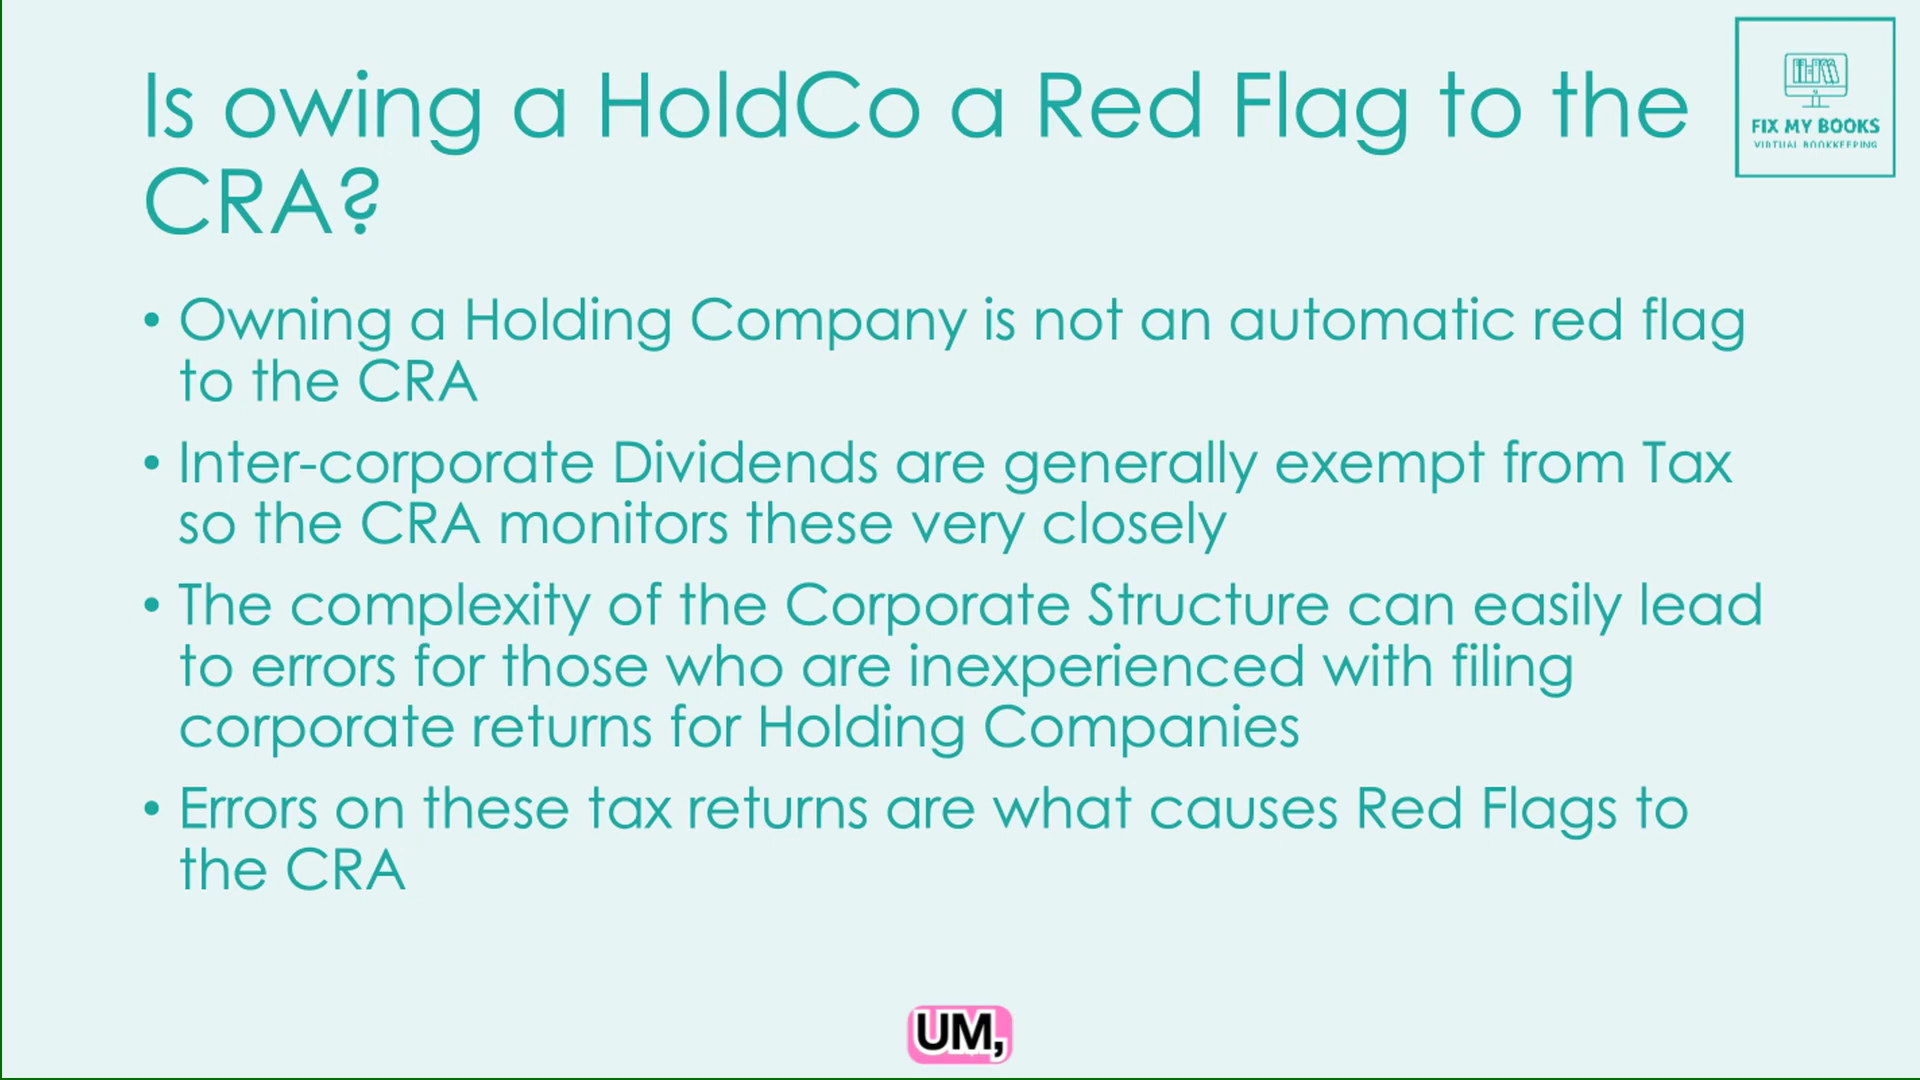 Is owing a HoldCo a Red Flag to the
CRA?
FIX MY BOOKS
VIRTUAL BOOKKEEPING
• Owning a Holding Company is not an automatic red flag
to the CRA
• Inter-corporate Dividends are generally exempt from Tax
so the CRA monitors these very closely
• The complexity of the Corporate Structure can easily lead
to errors for those who are inexperienced with filing
corporate returns for Holding Companies
• Errors on these tax returns are what causes Red Flags to
the CRA
UM,